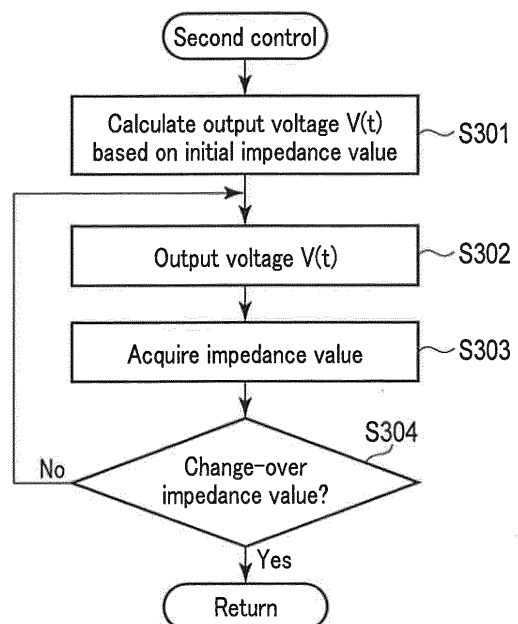 Second control
Calculate output voltage V(t)
based on initial impedance value
S301
Output voltage V(t)
S302
Acquire impedance value
S303
S304
Change-over
impedance value?
No
Yes
Return